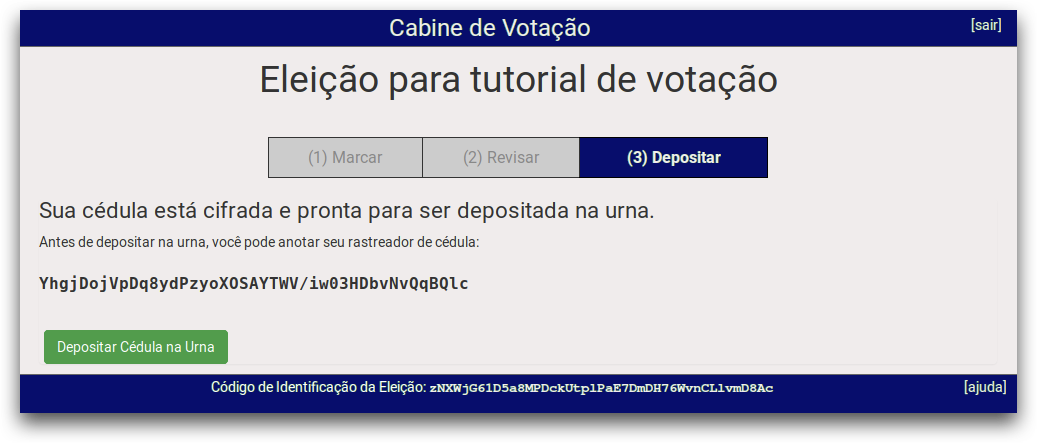 Cabine de Votação
[sair]
Eleição para tutorial de votação
(1) Marcar
(2) Revisar
(3) Depositar
Sua cédula está cifrada e pronta para ser depositada na urna.
Antes de depositar na urna, você pode anotar seu rastreador de cédula:
YhgjDojVpDq8ydPzyoXOSAYTWV/iw03HDbvNvQqBQlc
Depositar Cédula na Urna
Código de Identificação da Eleição: zNXWjG61D5a8MPDckUtplPaE7DmDH76WvnCLlvmD8Ac
[ajuda]